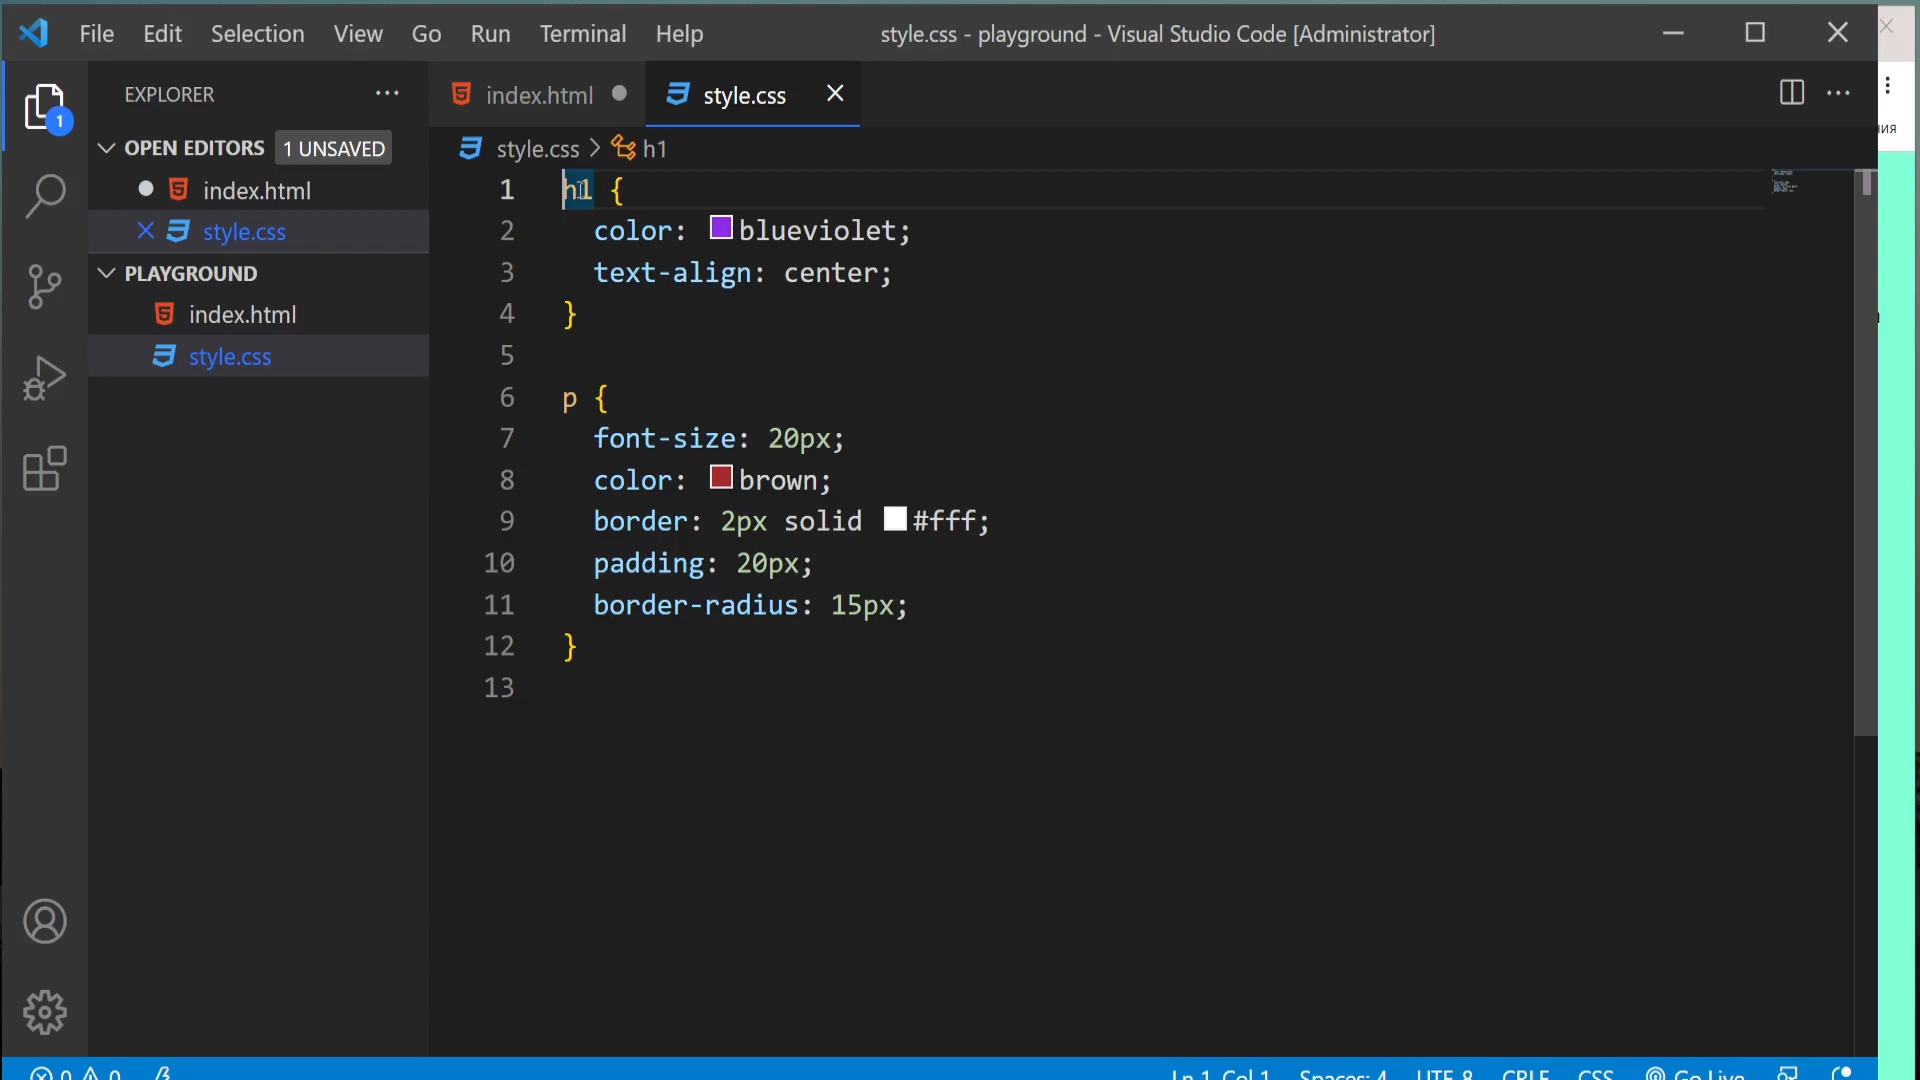 File Edit Selection View Go Run Terminal Help style.css - playground - Visual Studio Code [Administrator]
EXPLORER
1
OPEN EDITORS 1 UNSAVED
index.html
style.css
PLAYGROUND
index.html
style.css
index.html style.css
style.css > h1
1 h1 {
2 color: blueviolet;
3 text-align: center;
4 }
5
6 p {
7 font-size: 20px;
8 color: brown;
9 border: 2px solid #fff;
10 padding: 20px;
11 border-radius: 15px;
12 }
13
ия
0 0 Ln 1, Col 1 Spaces: 4 UTF-8 CRLF CSS Go Live